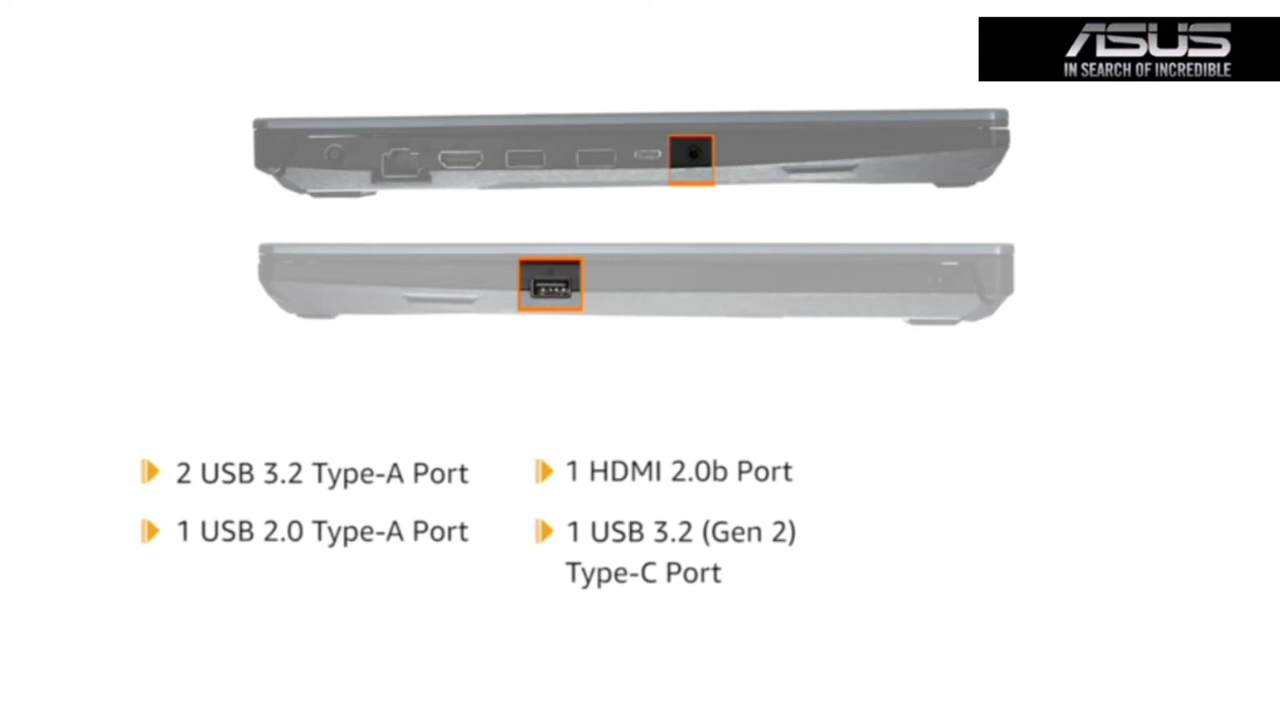 ASUS
IN SEARCH OF INCREDIBLE
2 USB 3.2 Type-A Port
1 HDMI 2.0b Port
1 USB 2.0 Type-A Port
1 USB 3.2 (Gen 2)
Type-C Port